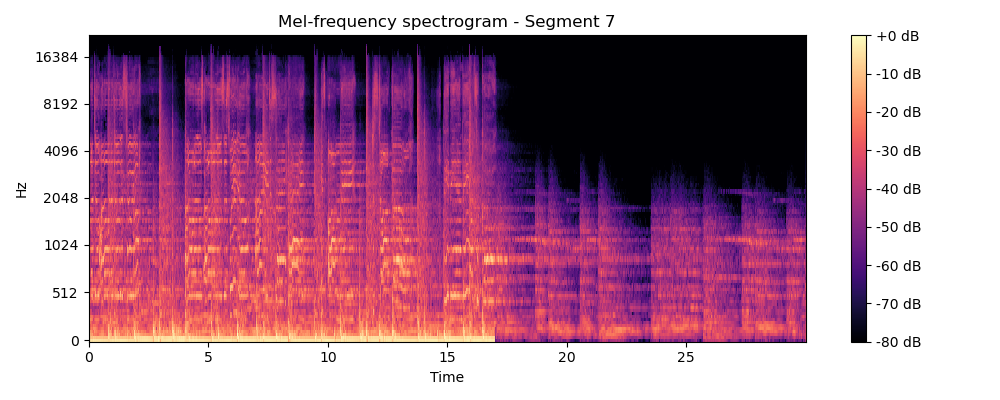 Mel-frequency spectrogram - Segment 7
Hz
16384
8192
4096
2048
1024
512
0
0 5 10 15 20 25
Time
+0 dB
-10 dB
-20 dB
-30 dB
-40 dB
-50 dB
-60 dB
-70 dB
-80 dB